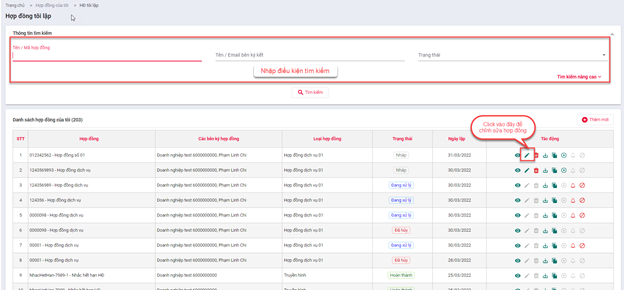 Trang chủ > Hợp đồng của tôi > HĐ tôi lập
Hợp đồng tôi lập
Thông tin tìm kiếm
Tên / Mã hợp đồng
Tên / Email bên ký kết
Trạng thái
Nhập điều kiện tìm kiếm
Tìm kiếm nâng cao
Tìm kiếm
Danh sách hợp đồng của tôi (203)
Click vào đây để
chỉnh sửa hợp đồng
Thêm mới
STT Hợp đồng Các bên ký hợp đồng Loại hợp đồng Trạng thái Ngày lập Tác động
1 012342562 - Hợp đồng số 01 Doanh nghiệp test 6000000000, Phạm Linh Chi Hợp đồng dịch vụ 01 Nháp 31/03/2022
2 1243569893 - Hợp đồng dịch vụ Doanh nghiệp test 6000000000, Phạm Linh Chi Hợp đồng dịch vụ 01 Nháp 30/03/2022
3 124356989 - Hợp đồng dịch vụ Doanh nghiệp test 6000000000, Phạm Linh Chi Hợp đồng dịch vụ 01 Đang xử lý 30/03/2022
4 124356 - Hợp đồng dịch vụ Doanh nghiệp test 6000000000, Phạm Linh Chi Hợp đồng dịch vụ 01 Đang xử lý 30/03/2022
5 0000098 - Hợp đồng dịch vụ Doanh nghiệp test 6000000000, Phạm Linh Chi Hợp đồng dịch vụ 01 Đang xử lý 30/03/2022
6 0000098 - Hợp đồng dịch vụ Doanh nghiệp test 6000000000, Phạm Linh Chi Hợp đồng dịch vụ 01 Đã hủy 30/03/2022
7 00001 - Hợp đồng dịch vụ Doanh nghiệp test 6000000000, Phạm Linh Chi Hợp đồng dịch vụ 01 Đang xử lý 30/03/2022
8 00001 - Hợp đồng dịch vụ Doanh nghiệp test 6000000000, Phạm Linh Chi Hợp đồng dịch vụ 01 Đã hủy 28/03/2022
9 NhacHetHan-7989-1 - Nhắc hết hạn HĐ Doanh nghiệp test 6000000000 Truyền hình Hoàn thành 25/03/2022